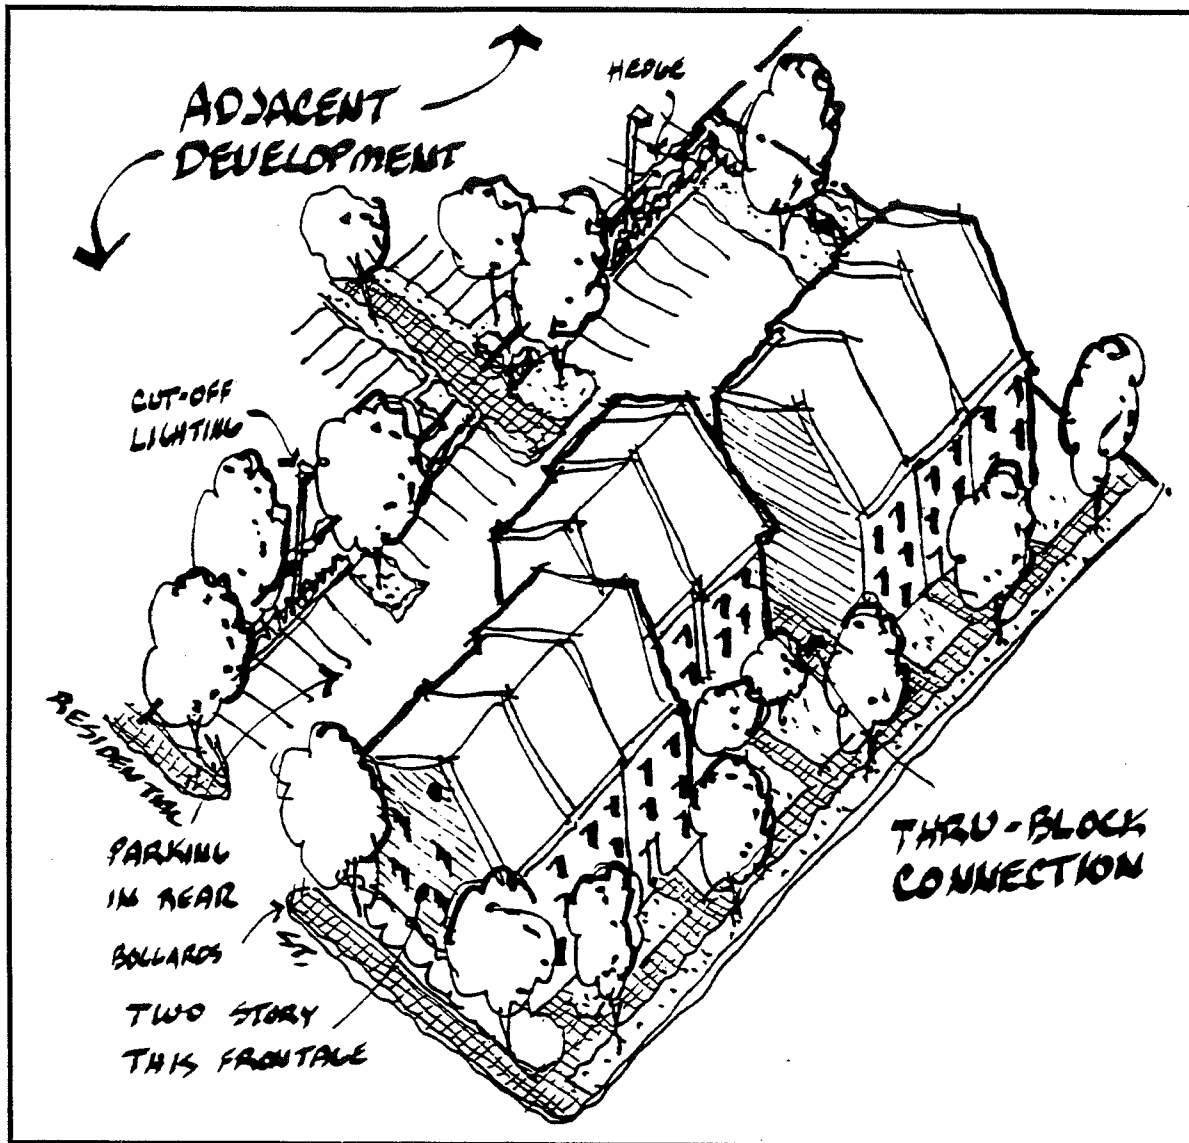 HEDGE
ADJACENT
DEVELOPMENT
CUT-OFF
LIGHTING
RESIDENTIAL
PARKING
IN REAR
BOLLARDS
TWO STORY
THIS FRONTAGE
THRU-BLOCK
CONNECTION